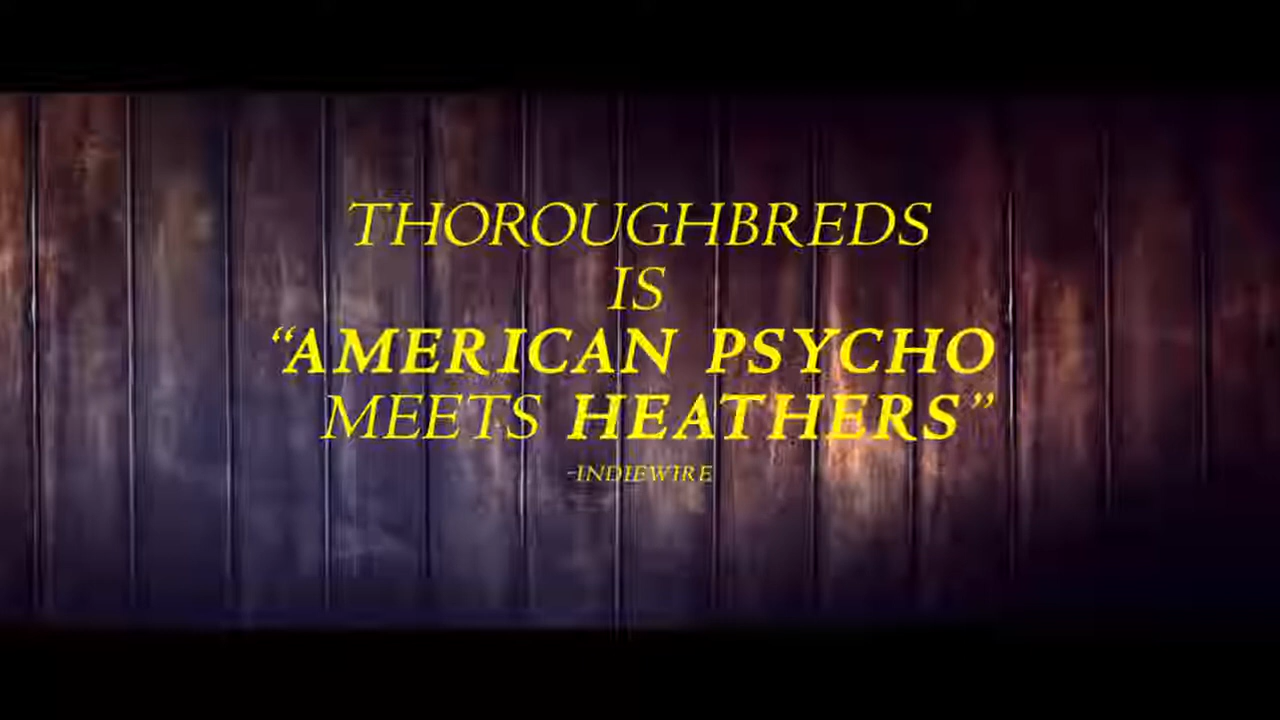 THOROUGHBREDS
IS
“AMERICAN PSYCHO
MEETS HEATHERS”
-INDIEWIRE